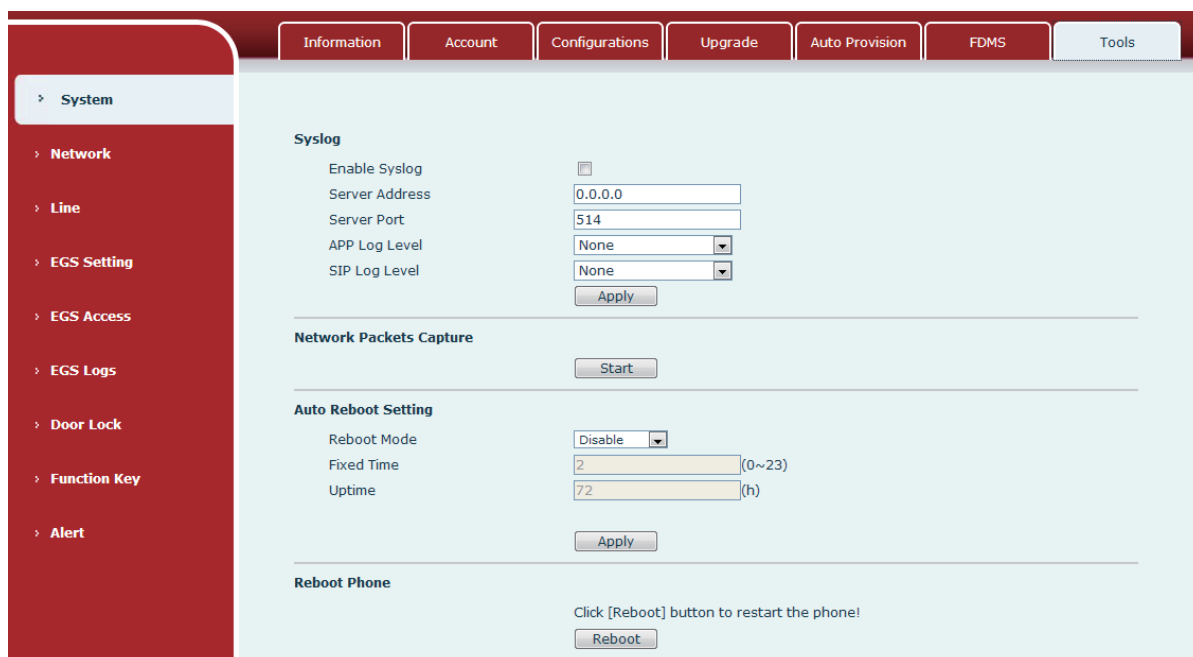 Information Account Configurations Upgrade Auto Provision FDMS Tools
System
Network
Line
EGS Setting
EGS Access
EGS Logs
Door Lock
Function Key
Alert
Syslog
Enable Syslog
Server Address 0.0.0.0
Server Port 514
APP Log Level None
SIP Log Level None
Apply
Network Packets Capture
Start
Auto Reboot Setting
Reboot Mode Disable
Fixed Time 2 (0~23)
Uptime 72 (h)
Apply
Reboot Phone
Click [Reboot] button to restart the phone!
Reboot